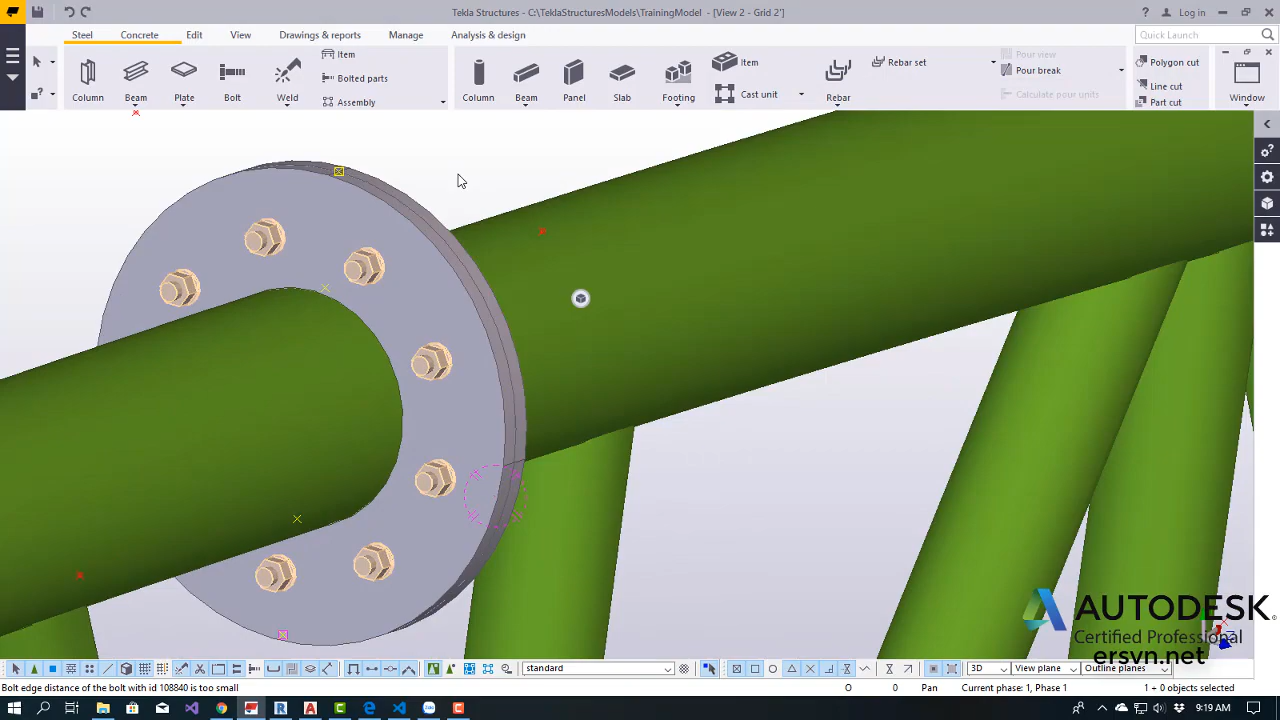 Tekla Structures - C:\TeklaStructuresModels\TrainingModel - [View 2 - Grid 2']
Log in
Steel Concrete Edit View Drawings & reports Manage Analysis & design
Quick Launch
Column
Beam
Plate
Bolt
Weld
Item
Bolted parts
Assembly
Column
Beam
Panel
Slab
Footing
Item
Cast unit
Rebar
Rebar set
Pour view
Pour break
Calculate pour units
Polygon cut
Line cut
Part cut
Window
AUTODESK®
Certified Professional
ersvn.net
standard
3D
View plane
Outline planes
Bolt edge distance of the bolt with id 108840 is too small
O
0
Pan
Current phase: 1, Phase 1
1 + 0 objects selected
9:19 AM